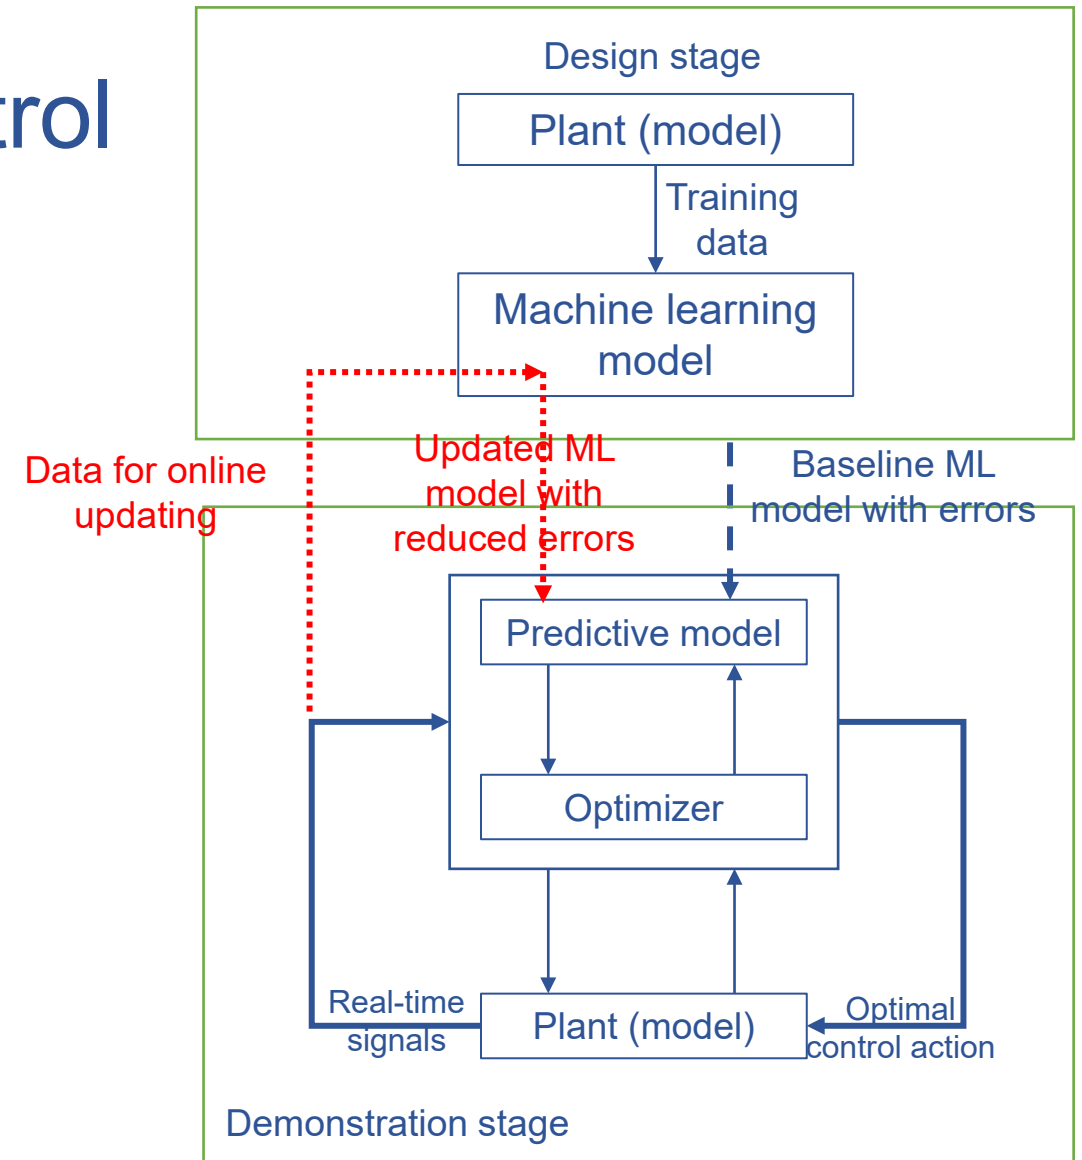 trol
Design stage
Plant (model)
Training
data
Machine learning
model
Data for online
updating
Updated ML
model with
reduced errors
Baseline ML
model with errors
Predictive model
Optimizer
Real-time
signals
Plant (model)
Optimal
control action
Demonstration stage